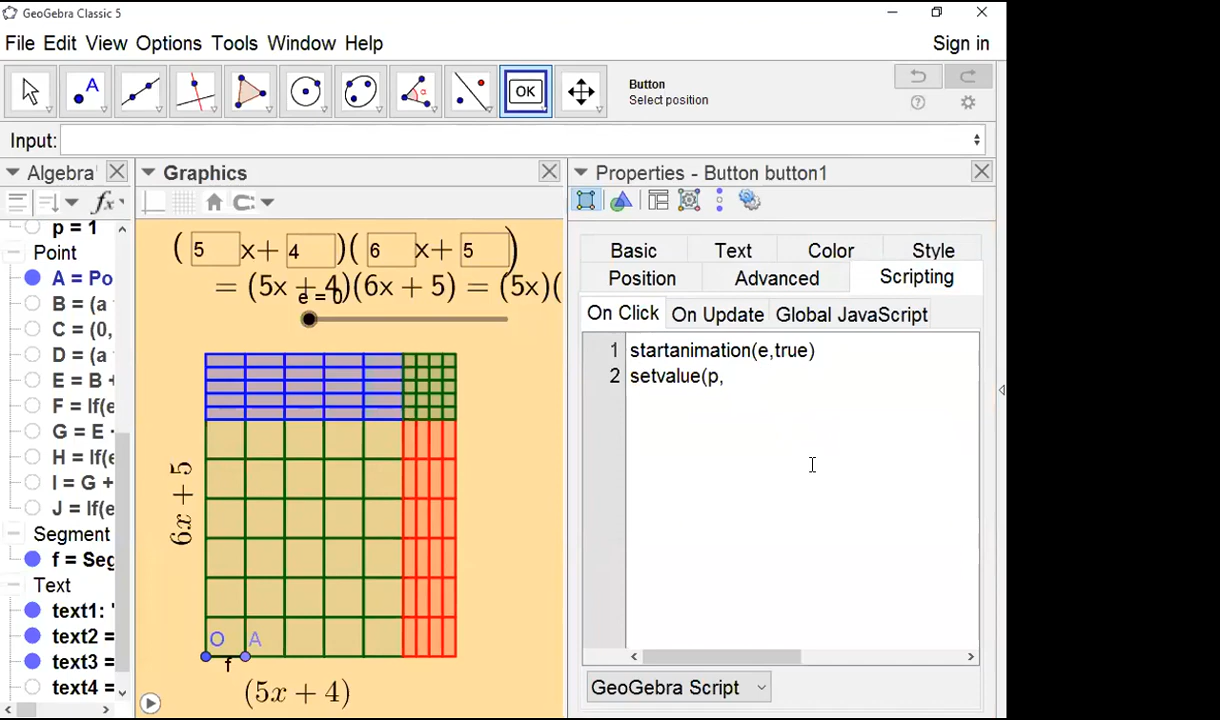 GeoGebra Classic 5
File Edit View Options Tools Window Help
Sign in
A
α
OK
Button
Select position
Input:
Algebra
Graphics
Properties - Button button1
fx
p = 1
Point
A = Po
B = (a
C = (0,
D = (a
E = B +
F = If(e
G = E
H = If(e
I = G +
J = If(e
Segment
f = Seg
Text
text1: '
text2 =
text3 =
text4 =
( 5 x+ 4 )( 6 x+ 5 )
= (5x + 4)(6x + 5) = (5x)(
e = 0
6x + 5
O A
f
(5x + 4)
Basic Text Color Style
Position Advanced Scripting
On Click On Update Global JavaScript
1 startanimation(e,true)
2 setvalue(p,
GeoGebra Script